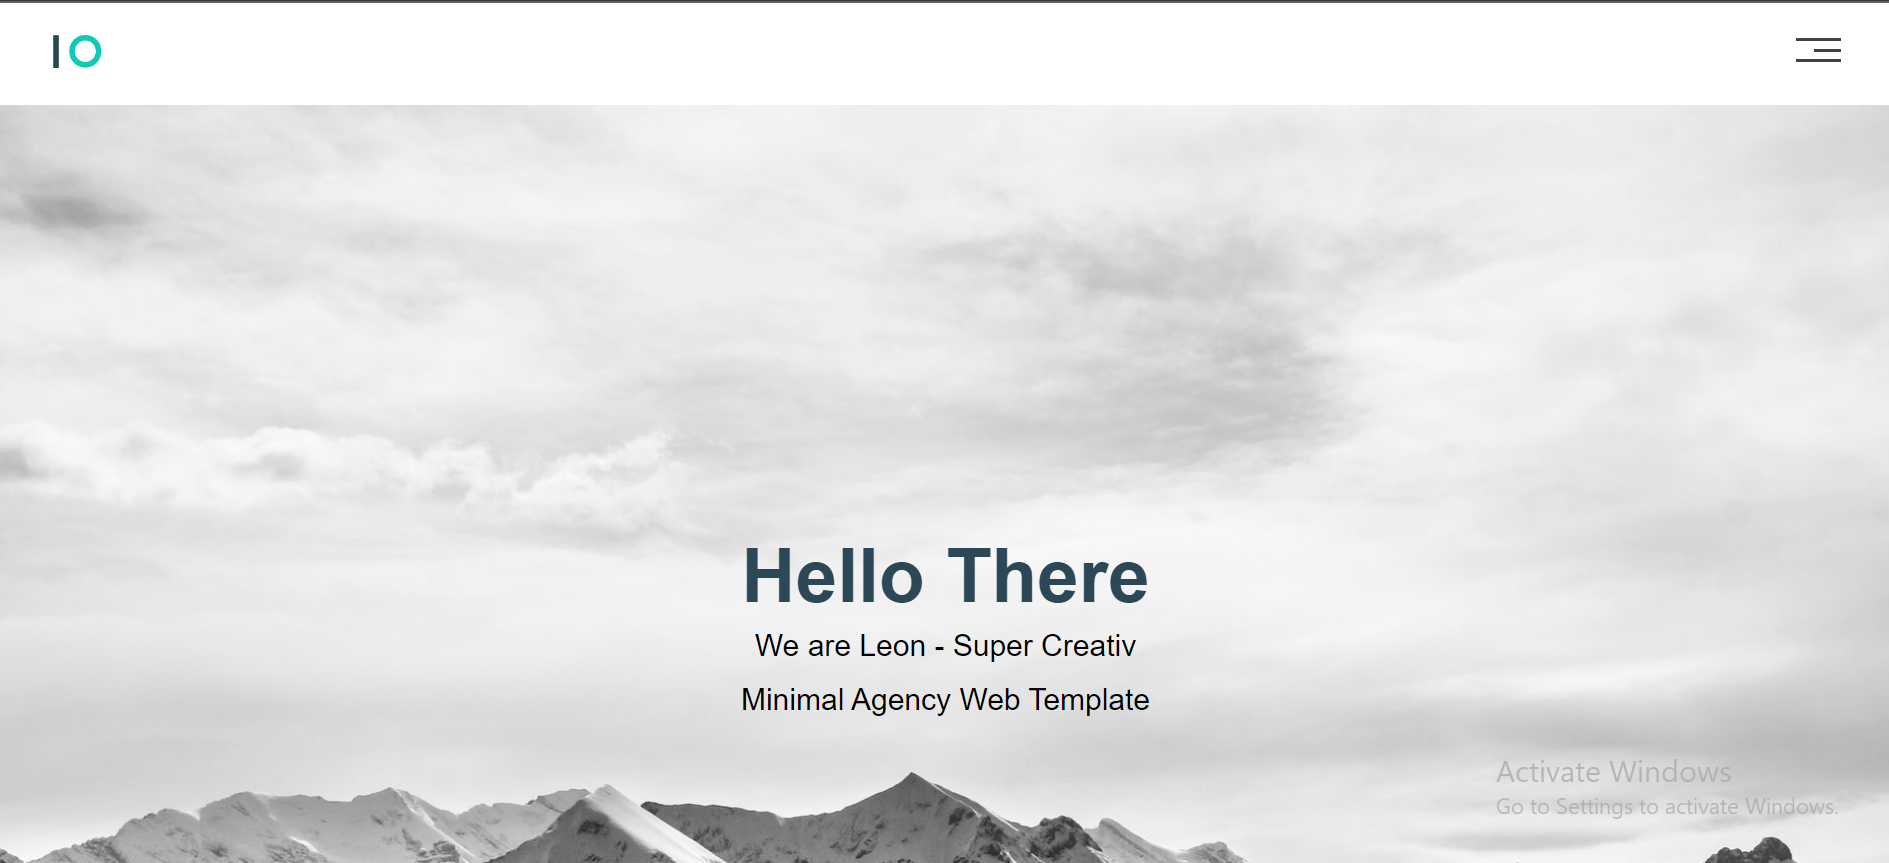 IO
Hello There
We are Leon - Super Creativ
Minimal Agency Web Template
Activate Windows
Go to Settings to activate Windows.